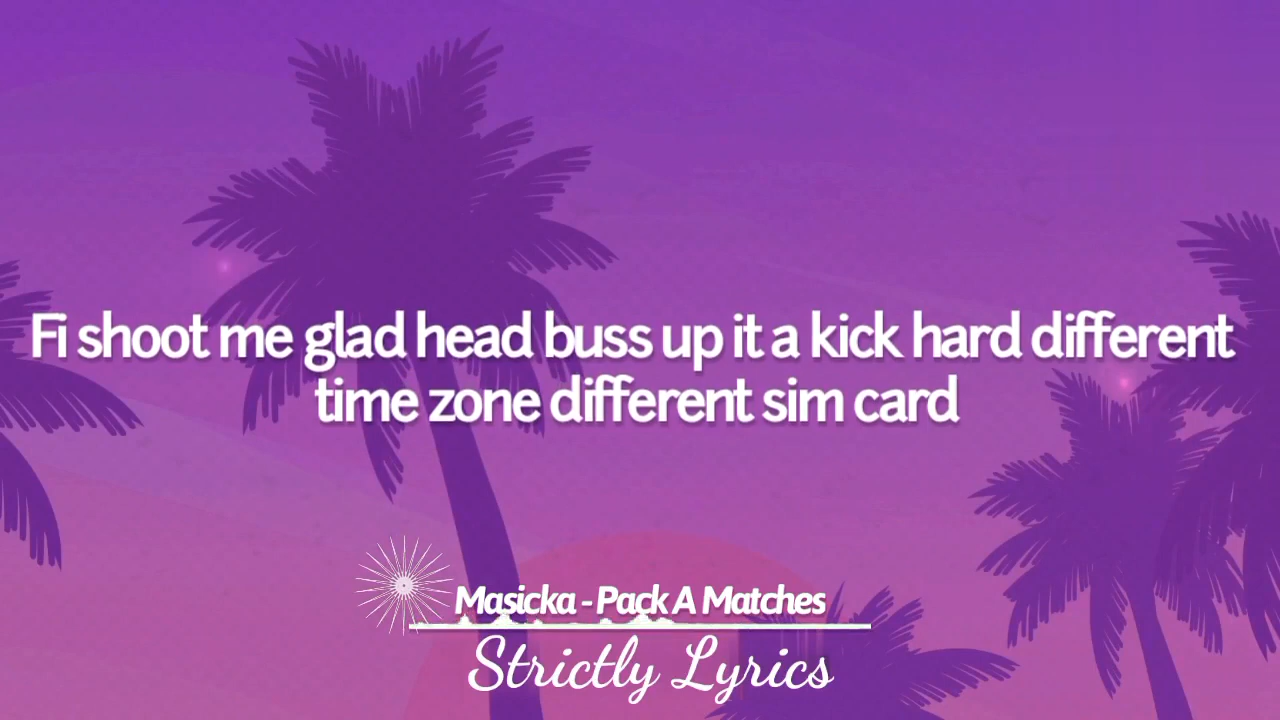 Fi shoot me glad head buss up it a kick hard different
time zone different sim card
Masicka - Pack A Matches
Strictly Lyrics